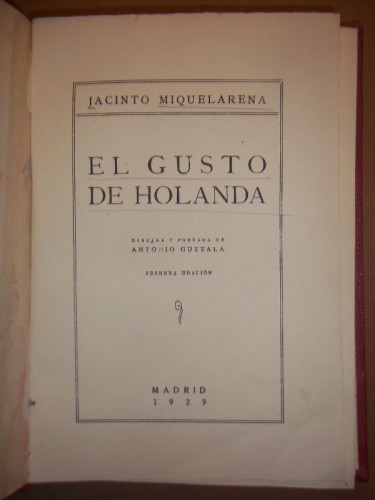 JACINTO MIQUELARENA
EL GUSTO
DE HOLANDA
DIBUJOS Y PORTADA DE
ANTONIO GUEZALA
PRIMERA EDICIÓN
MADRID
1929